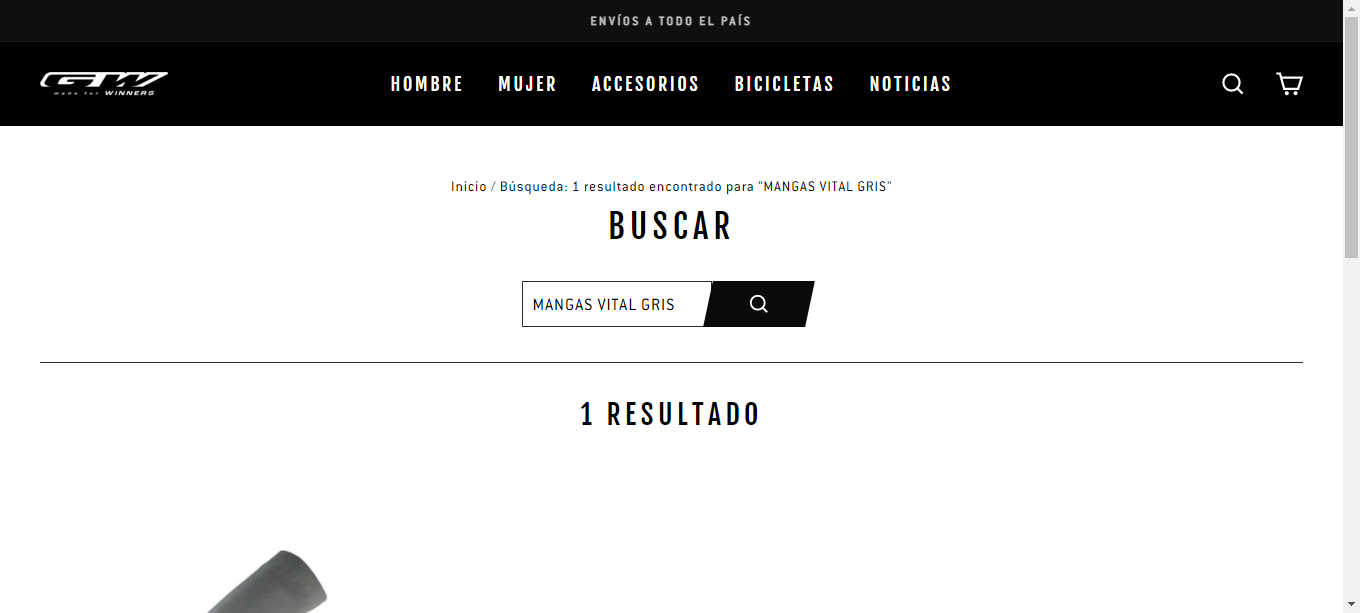 ENVÍOS A TODO EL PAÍS
GW
made for WINNERS
HOMBRE MUJER ACCESORIOS BICICLETAS NOTICIAS
Inicio / Búsqueda: 1 resultado encontrado para "MANGAS VITAL GRIS"
BUSCAR
MANGAS VITAL GRIS
1 RESULTADO